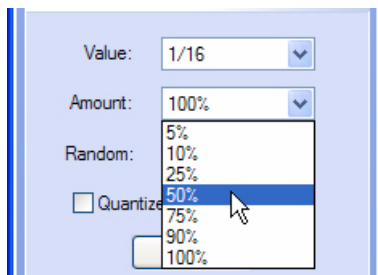 Value: 1/16
Amount: 100%
5%
Random: 10%
25%
Quantize 50%
75%
90%
100%